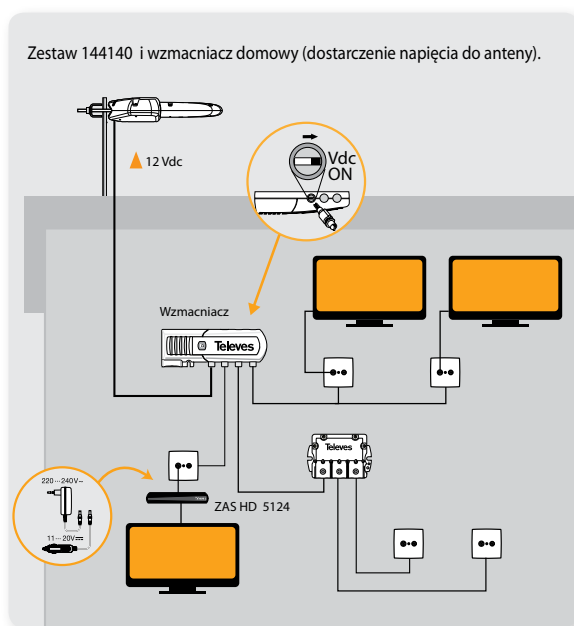 Zestaw 144140 i wzmacniacz domowy (dostarczenie napięcia do anteny).
12 Vdc
Vdc
ON
Wzmacniacz
Televes
Televes
ZAS HD 5124
220···240V~
11···20V⎓